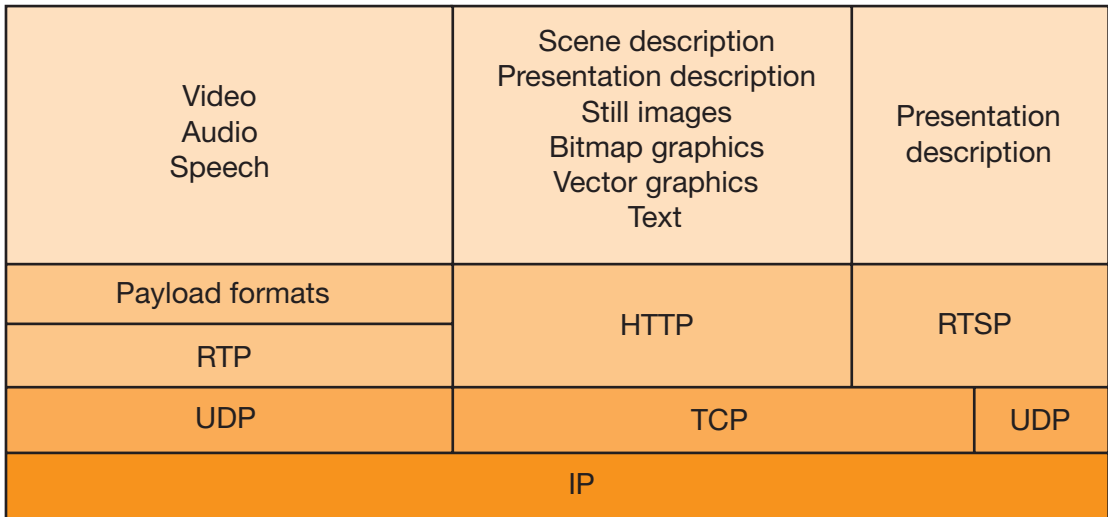 Video
Audio
Speech
Scene description
Presentation description
Still images
Bitmap graphics
Vector graphics
Text
Presentation
description
Payload formats
RTP
HTTP
RTSP
UDP
TCP
UDP
IP